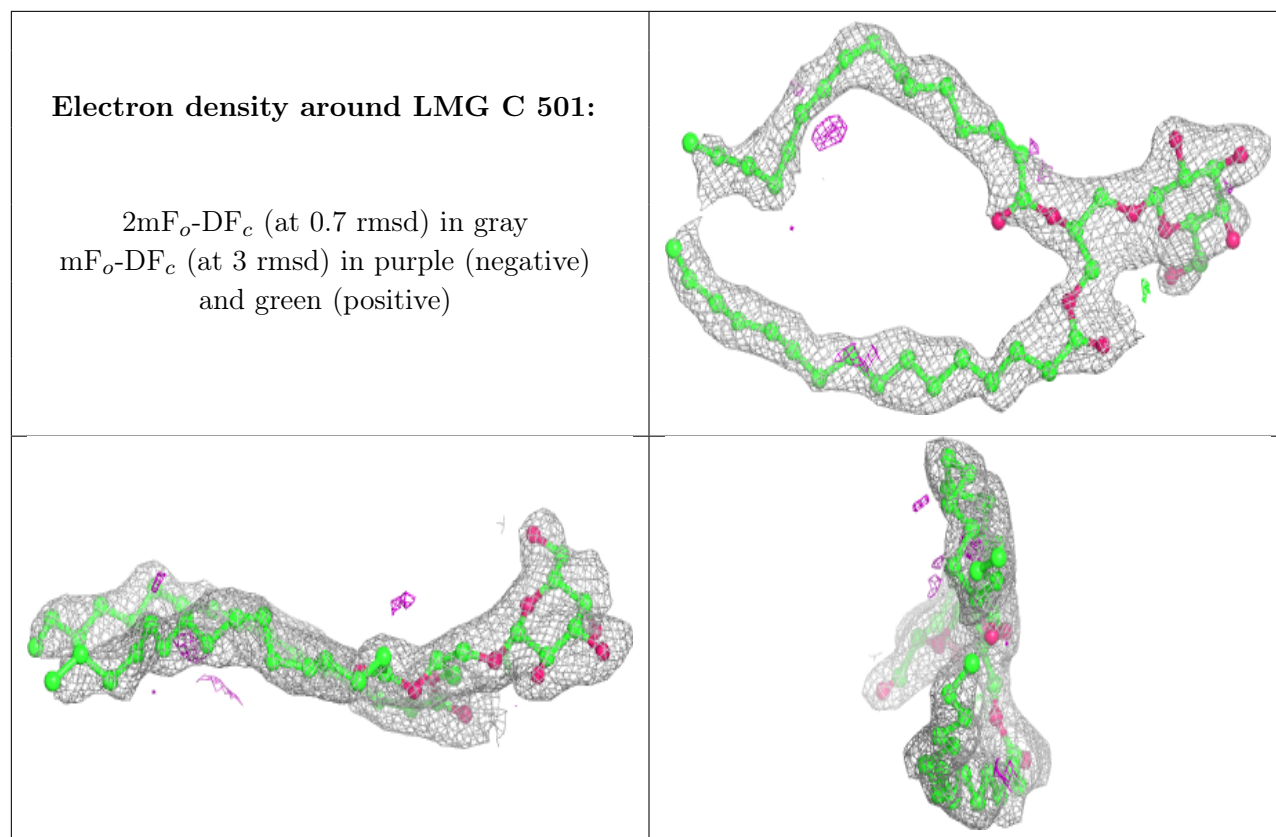 Electron density around LMG C 501:
2mFo-DFc (at 0.7 rmsd) in gray
mFo-DFc (at 3 rmsd) in purple (negative)
and green (positive)